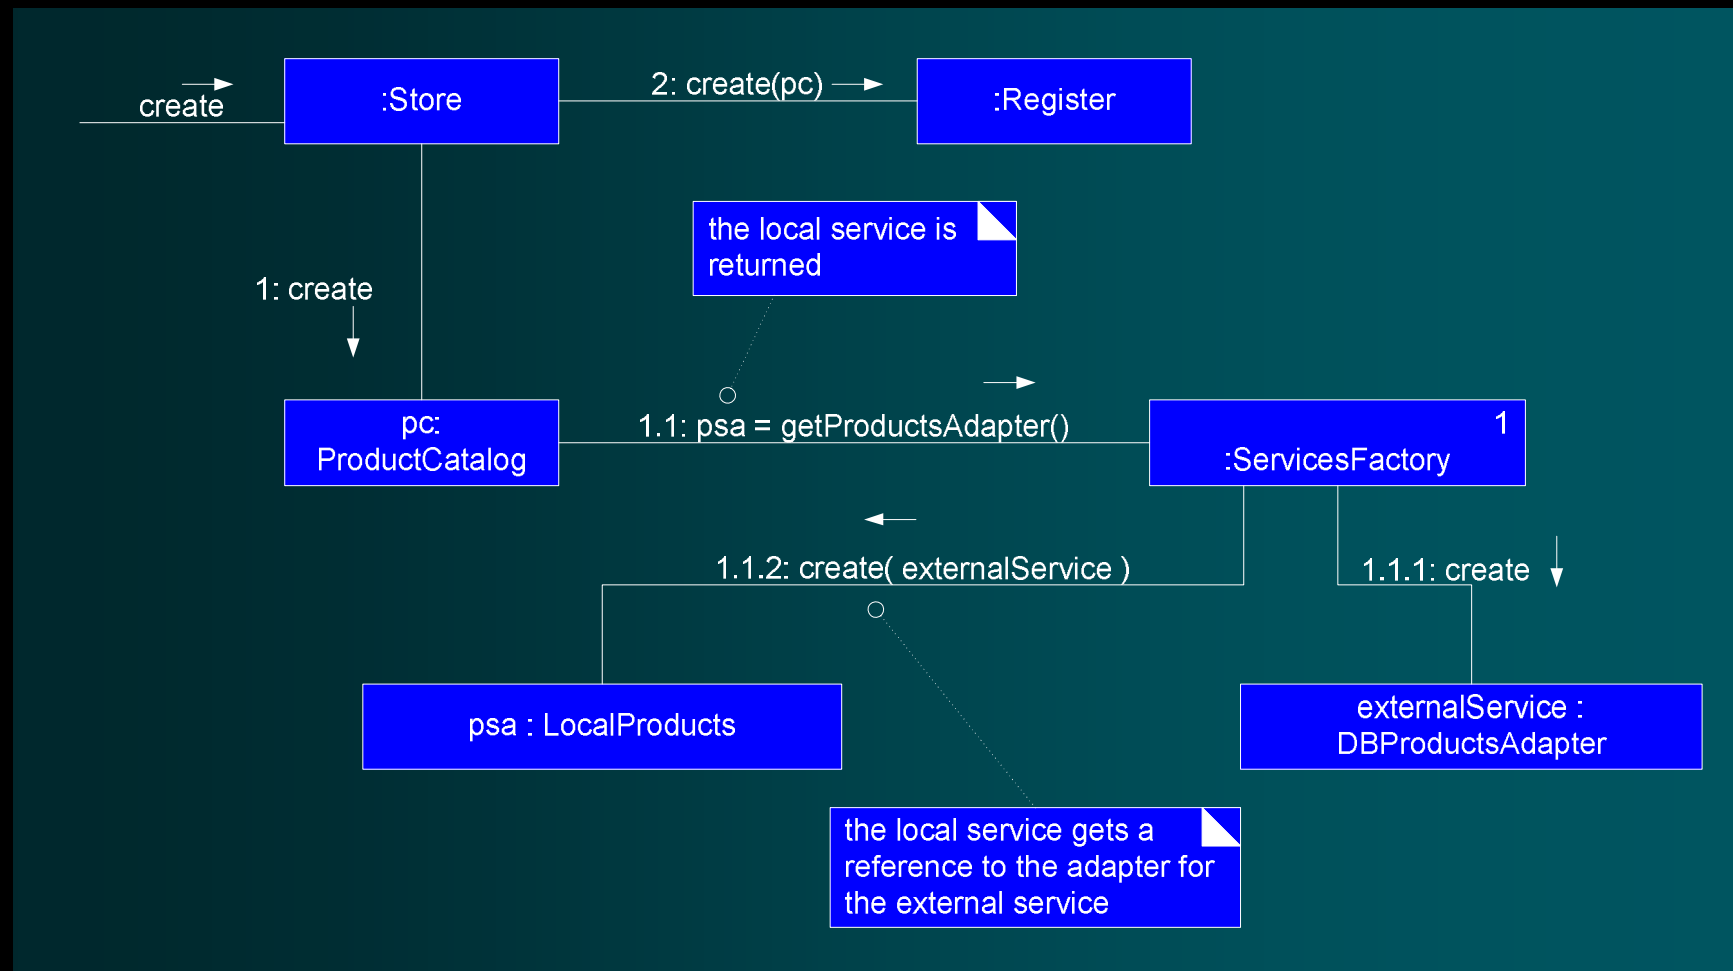 create
:Store
2: create(pc)
:Register
the local service is
returned
1: create
pc:
ProductCatalog
1.1: psa = getProductsAdapter()
1
:ServicesFactory
1.1.2: create( externalService )
1.1.1: create
psa : LocalProducts
externalService :
DBProductsAdapter
the local service gets a
reference to the adapter for
the external service